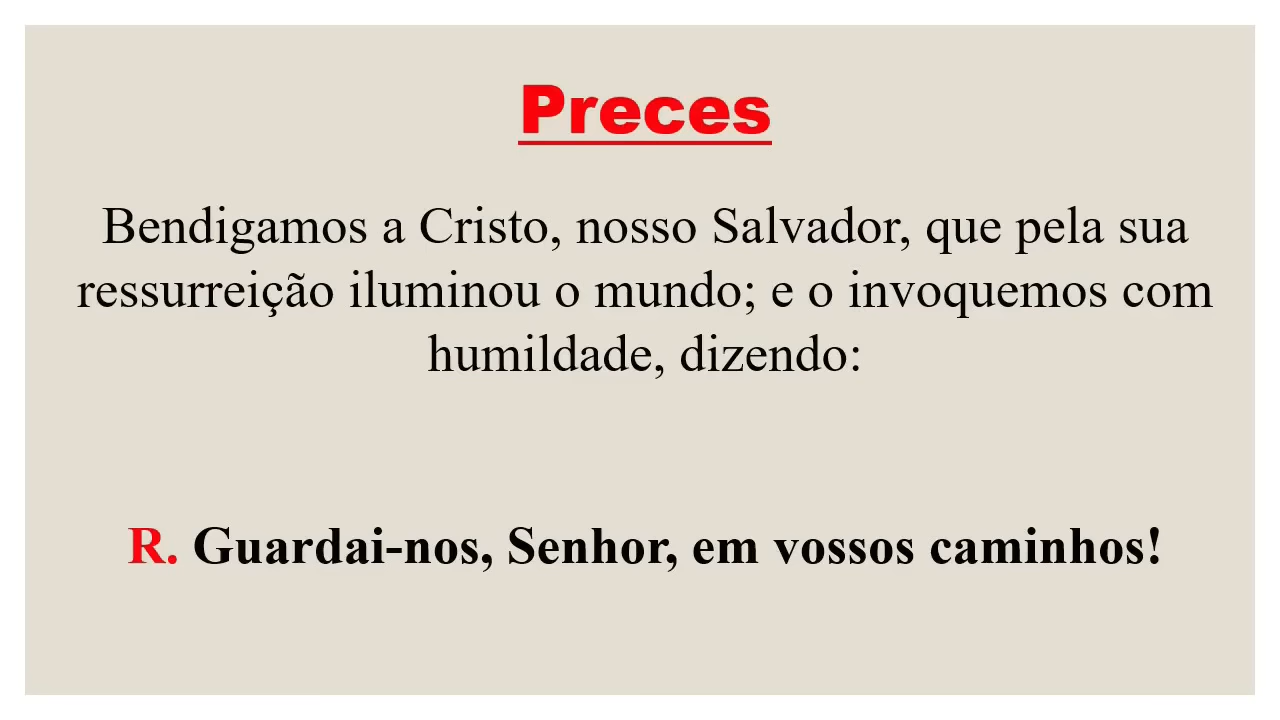 Preces
Bendigamos a Cristo, nosso Salvador, que pela sua
ressurreição iluminou o mundo; e o invoquemos com
humildade, dizendo:
R. Guardai-nos, Senhor, em vossos caminhos!